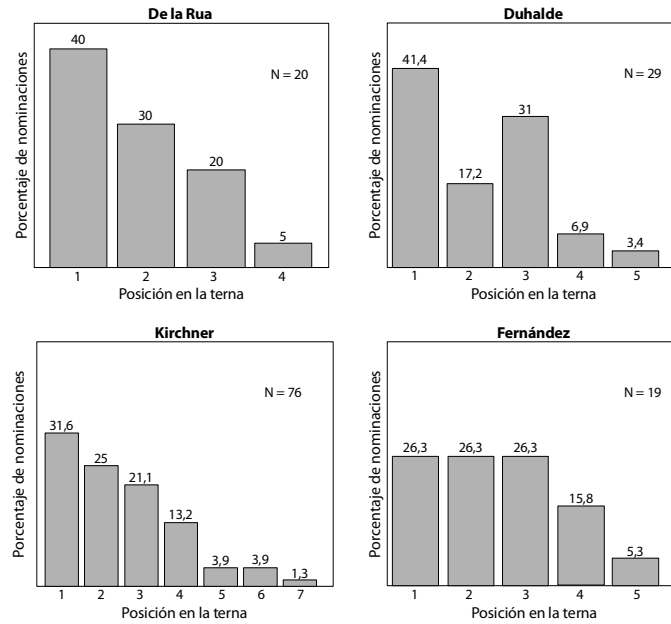 De la Rua
Porcentaje de nominaciones
N = 20
40
30
20
5
1 2 3 4
Posición en la terna
Duhalde
Porcentaje de nominaciones
N = 29
41,4
17,2
31
6,9
3,4
1 2 3 4 5
Posición en la terna
Kirchner
Porcentaje de nominaciones
N = 76
31,6
25
21,1
13,2
3,9
3,9
1,3
1 2 3 4 5 6 7
Posición en la terna
Fernández
Porcentaje de nominaciones
N = 19
26,3
26,3
26,3
15,8
5,3
1 2 3 4 5
Posición en la terna